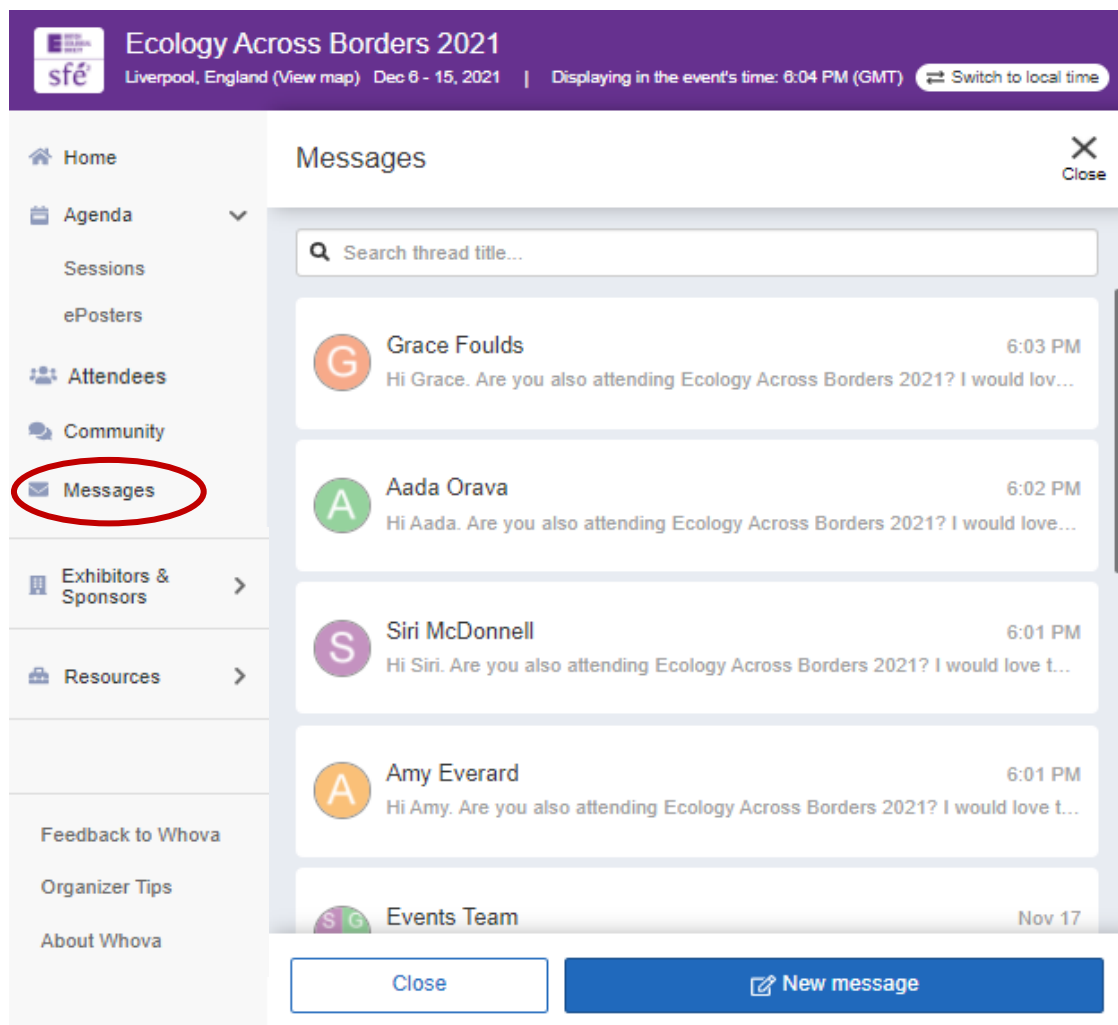 sfé
Ecology Across Borders 2021
Liverpool, England (View map) Dec 6 - 15, 2021 | Displaying in the event's time: 6:04 PM (GMT) Switch to local time
Home
Agenda
Sessions
ePosters
Attendees
Community
Messages
Exhibitors &
Sponsors
Resources
Feedback to Whova
Organizer Tips
About Whova
Messages
Close
Search thread title...
G
Grace Foulds 6:03 PM
Hi Grace. Are you also attending Ecology Across Borders 2021? I would lov...
A
Aada Orava 6:02 PM
Hi Aada. Are you also attending Ecology Across Borders 2021? I would love...
S
Siri McDonnell 6:01 PM
Hi Siri. Are you also attending Ecology Across Borders 2021? I would love t...
A
Amy Everard 6:01 PM
Hi Amy. Are you also attending Ecology Across Borders 2021? I would love t...
S G
Events Team Nov 17
Close New message